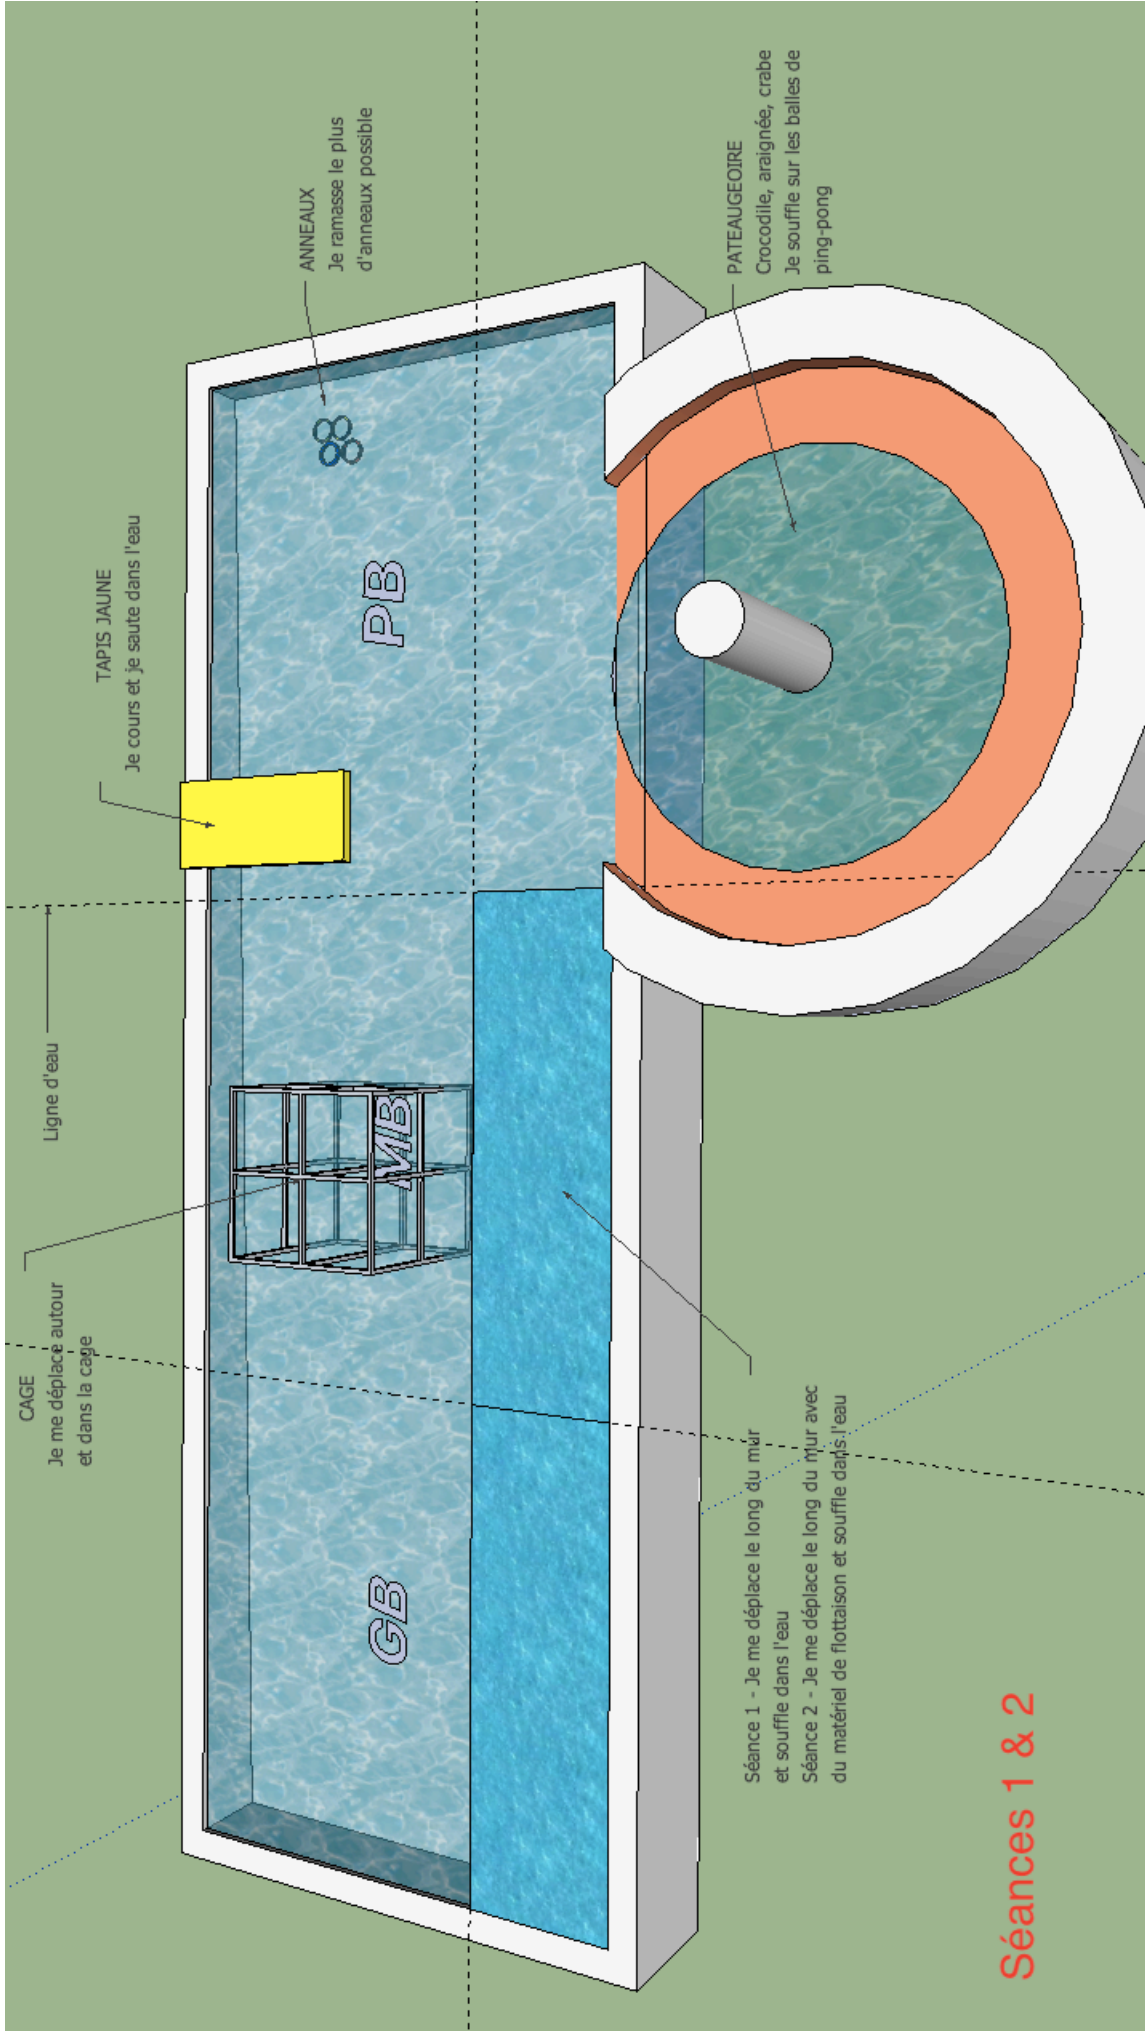 CAGE
Je me déplace autour
et dans la cage
Ligne d'eau
TAPIS JAUNE
Je cours et je saute dans l'eau
ANNEAUX
Je ramasse le plus
d'anneaux possible
GB
MB
PB
PATEAUGEOIRE
Crocodile, araignée, crabe
Je souffle sur les balles de
ping-pong
Séance 1 - Je me déplace le long du mur
et souffle dans l'eau
Séance 2 - Je me déplace le long du mur avec
du matériel de flottaison et souffle dans l'eau
Séances 1 & 2